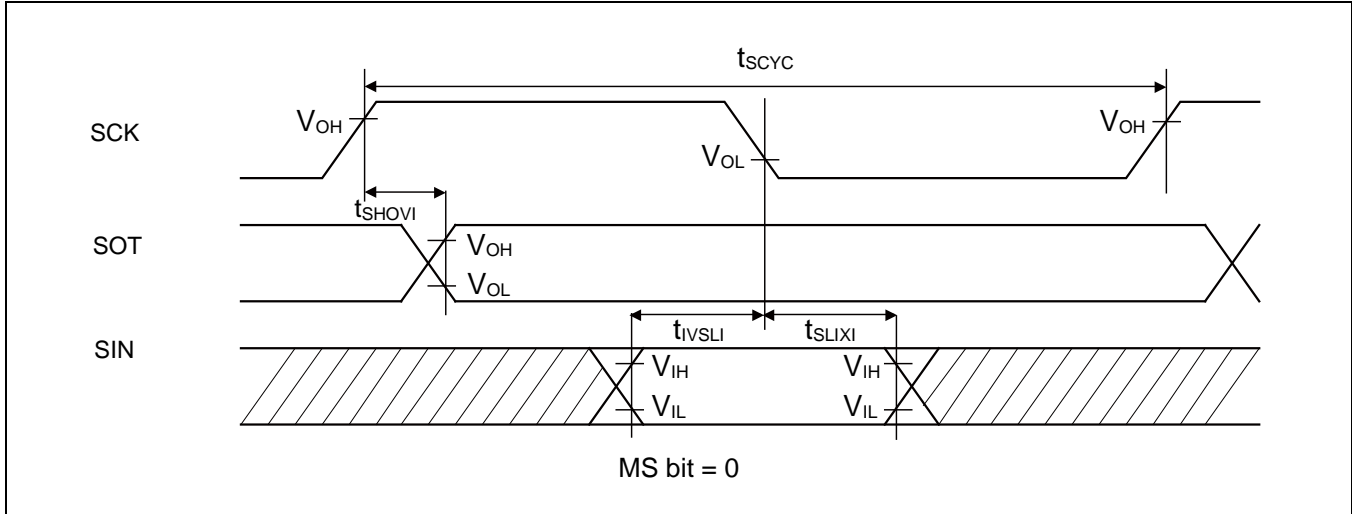 tSCYC
SCK
VOH
VOL
VOH
tSHOVI
SOT
VOH
VOL
tIVSLI
tSLIXI
SIN
VIH
VIH
VIL
VIL
MS bit = 0